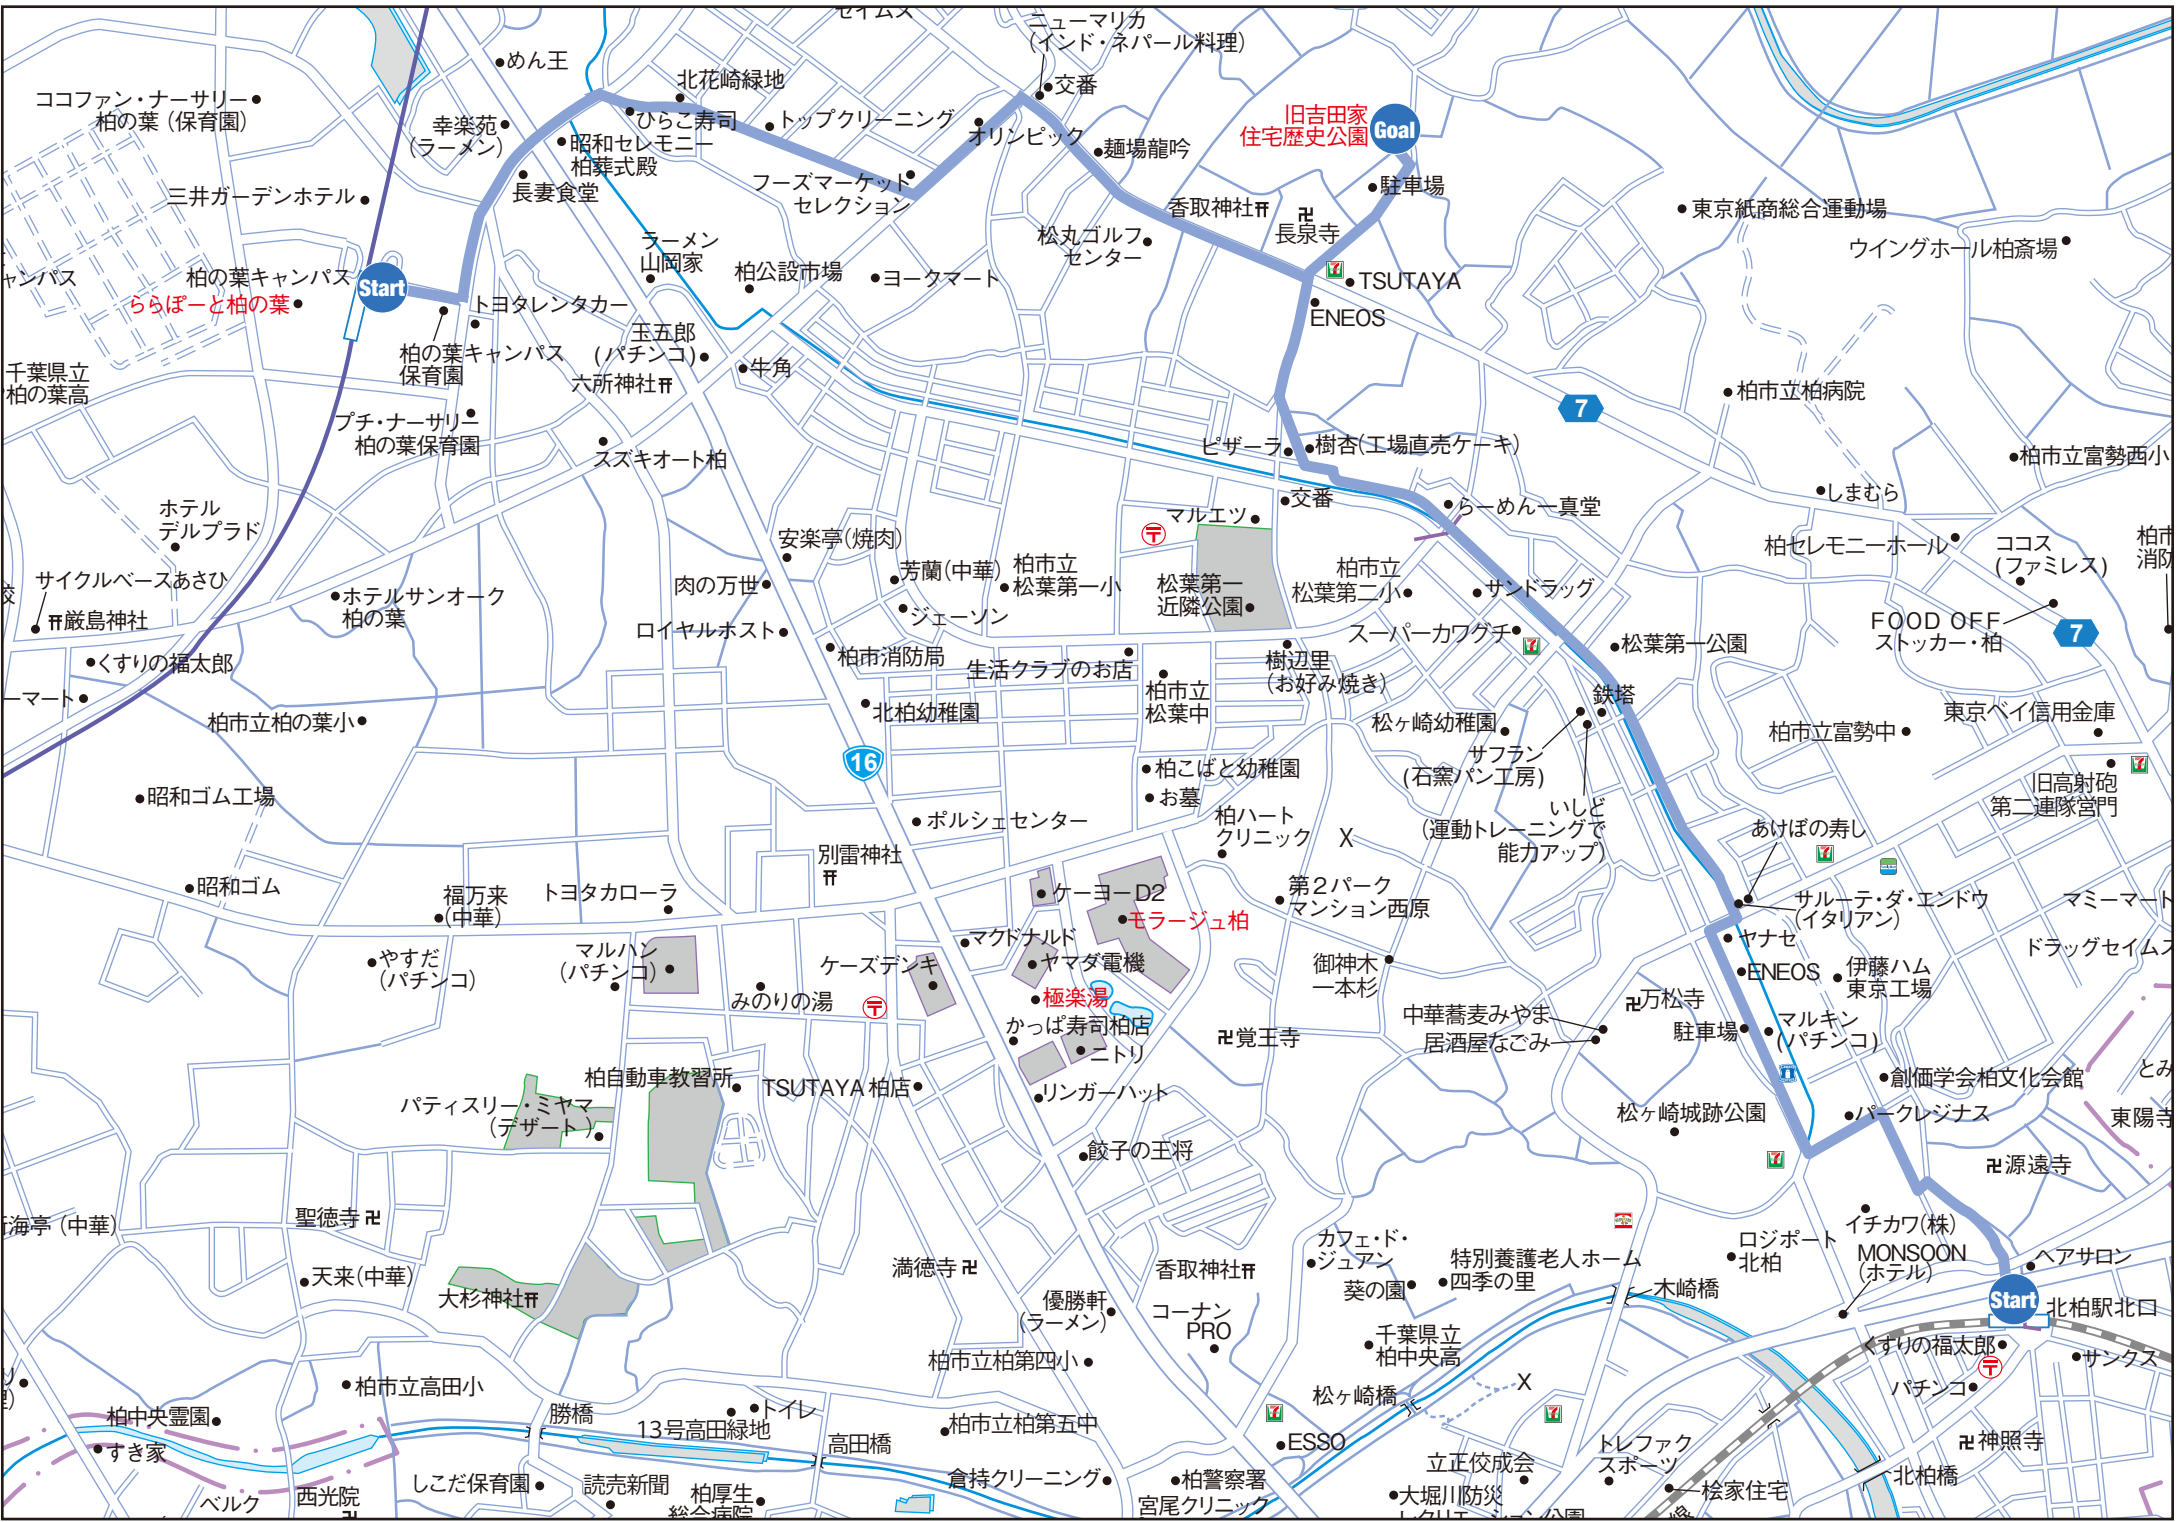 セイムス
ニューマリカ
(インド・ネパール料理)
交番
めん王
北花崎緑地
ココファン・ナーサリー
柏の葉(保育園)
幸楽苑
(ラーメン)
ひらこ寿司
トップクリーニング
オリンピック
昭和セレモニー
柏葬式殿
麺場龍吟
旧吉田家
住宅歴史公園
Goal
駐車場
三井ガーデンホテル
長妻食堂
フーズマーケット
セレクション
香取神社
長泉寺
東京紙商総合運動場
ウイングホール柏斎場
松丸ゴルフ
センター
ラーメン
山岡家
柏公設市場
ヨークマート
TSUTAYA
ENEOS
ャンパス
柏の葉キャンパス
ららぽーと柏の葉
Start
トヨタレンタカー
玉五郎
(パチンコ)
柏の葉キャンパス
保育園
六所神社
牛角
千葉県立
柏の葉高
プチ・ナーサリー
柏の葉保育園
スズキオート柏
ピザーラ
樹杏(工場直売ケーキ)
7
柏市立柏病院
柏市立富勢西小
しまむら
ホテル
デルプラド
安楽亭(焼肉)
マルエツ
交番
らーめん一真堂
柏セレモニーホール
ココス
(ファミレス)
柏市
消防
サイクルベースあさひ
厳島神社
ホテルサンオーク
柏の葉
肉の万世
芳蘭(中華)
柏市立
松葉第一小
松葉第一
近隣公園
柏市立
松葉第二小
サンドラッグ
FOOD OFF
ストッカー・柏
7
ジェーソン
ロイヤルホスト
柏市消防局
生活クラブのお店
樹辺里
(お好み焼き)
スーパーカワグチ
松葉第一公園
くすりの福太郎
ーマート
柏市立柏の葉小
北柏幼稚園
柏市立
松葉中
松ヶ崎幼稚園
鉄塔
サフラン
(石窯パン工房)
柏市立富勢中
東京ベイ信用金庫
16
柏こばと幼稚園
お墓
いしど
(運動トレーニングで
能力アップ)
旧高射砲
第二連隊営門
昭和ゴム工場
ポルシェセンター
柏ハート
クリニック
X
あけぼの寿し
別雷神社
昭和ゴム
福万来
(中華)
トヨタカローラ
ケーヨーD2
モラージュ柏
第2パーク
マンション西原
サルーテ・ダ・エンドウ
(イタリアン)
マミーマート
やすだ
(パチンコ)
マルハン
(パチンコ)
マクドナルド
ヤマダ電機
ケーズデンキ
ヤナセ
ENEOS
ドラッグセイムス
みのりの湯
極楽湯
御神木
一本杉
伊藤ハム
東京工場
かっぱ寿司柏店
ニトリ
覚王寺
中華蕎麦みやま
居酒屋なごみ
万松寺
駐車場
マルキン
(パチンコ)
柏自動車教習所
TSUTAYA 柏店
リンガーハット
創価学会柏文化会館
とみ
パティスリー・ミヤマ
(デザート)
松ヶ崎城跡公園
パークレジナス
東陽寺
餃子の王将
源遠寺
聖徳寺
海亭(中華)
満徳寺
香取神社
カフェ・ド・
ジュアン
葵の園
特別養護老人ホーム
四季の里
ロジポート
北柏
イチカワ(株)
MONSOON
(ホテル)
ヘアサロン
天来(中華)
大杉神社
優勝軒
(ラーメン)
コーナン
PRO
木崎橋
Start
北柏駅北口
柏市立柏第四小
千葉県立
柏中央高
くすりの福太郎
サンクス
パチンコ
柏市立高田小
松ヶ崎橋
X
柏中央霊園
すき家
勝橋
13号高田緑地
トイレ
高田橋
柏市立柏第五中
ESSO
トレファク
スポーツ
神照寺
しこだ保育園
読売新聞
柏厚生
総合病院
倉持クリーニング
柏警察署
宮尾クリニック
立正佼成会
大堀川防災
レクリエーション公園
桧家住宅
北柏橋
ベルク
西光院